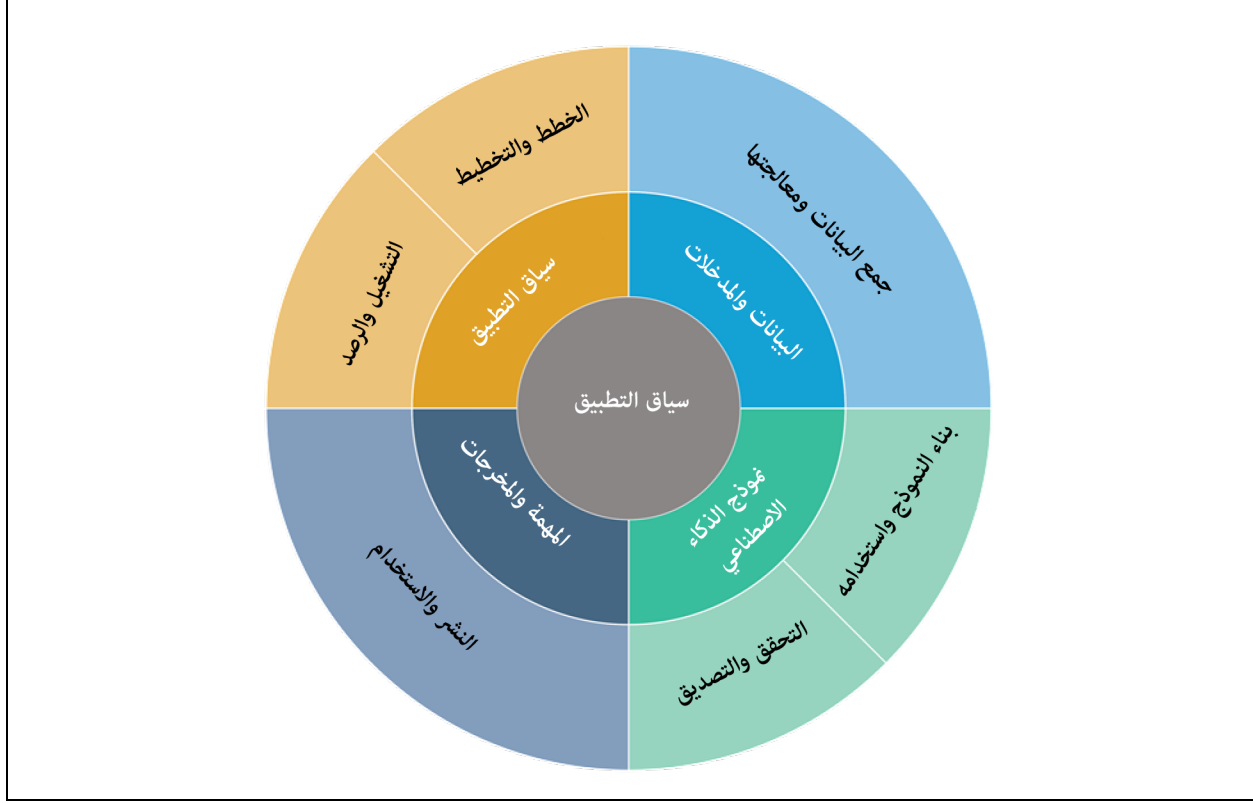 الخطط والتخطيط
جمع البيانات ومعالجتها
التشغيل والرصد
سياق التطبيق
البيانات والمدخلات
سياق التطبيق
المهمة والمخرجات
نموذج الذكاء
الاصطناعي
بناء النموذج واستخدامه
النشر والاستخدام
التحقق والتصديق